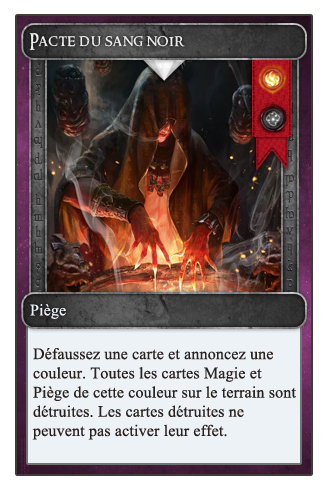 PACTE DU SANG NOIR
Piège
Défaussez une carte et annoncez une
couleur. Toutes les cartes Magie et
Piège de cette couleur sur le terrain sont
détruites. Les cartes détruites ne
peuvent pas activer leur effet.